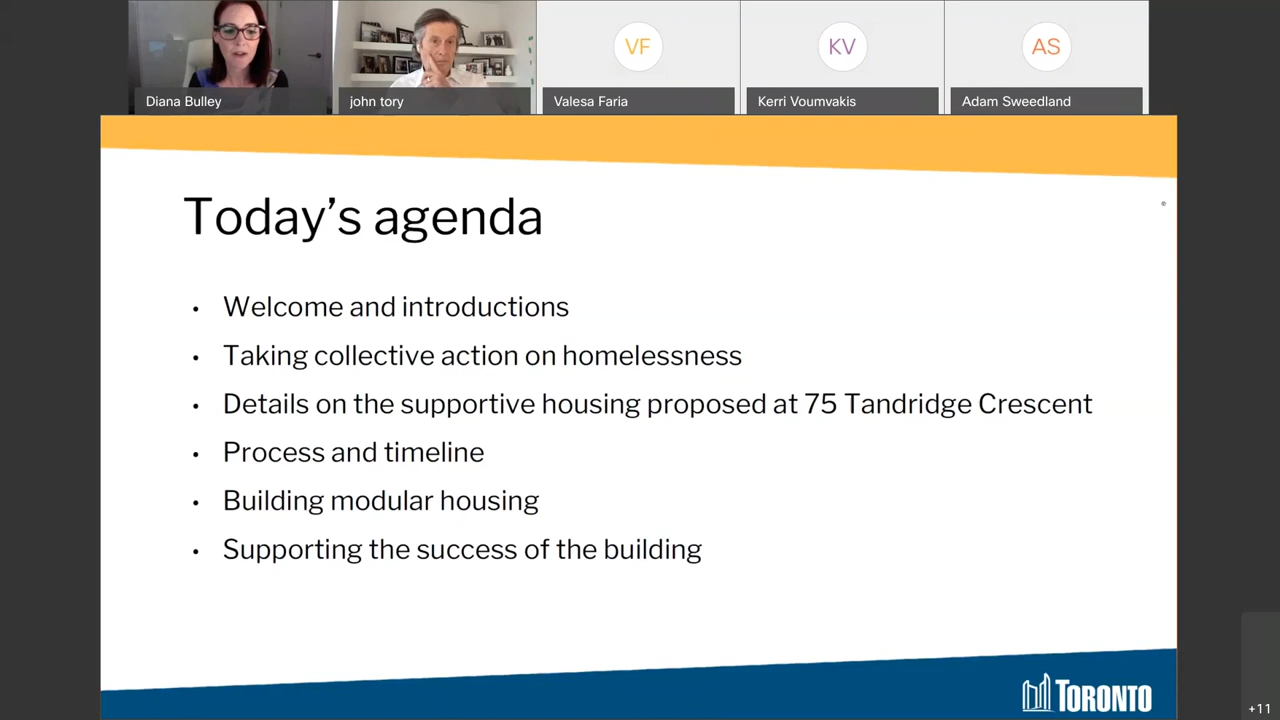 VF
KV
AS
Diana Bulley
john tory
Valesa Faria
Kerri Voumvakis
Adam Sweedland
Today's agenda
• Welcome and introductions
• Taking collective action on homelessness
• Details on the supportive housing proposed at 75 Tandridge Crescent
• Process and timeline
• Building modular housing
• Supporting the success of the building
TORONTO
+11